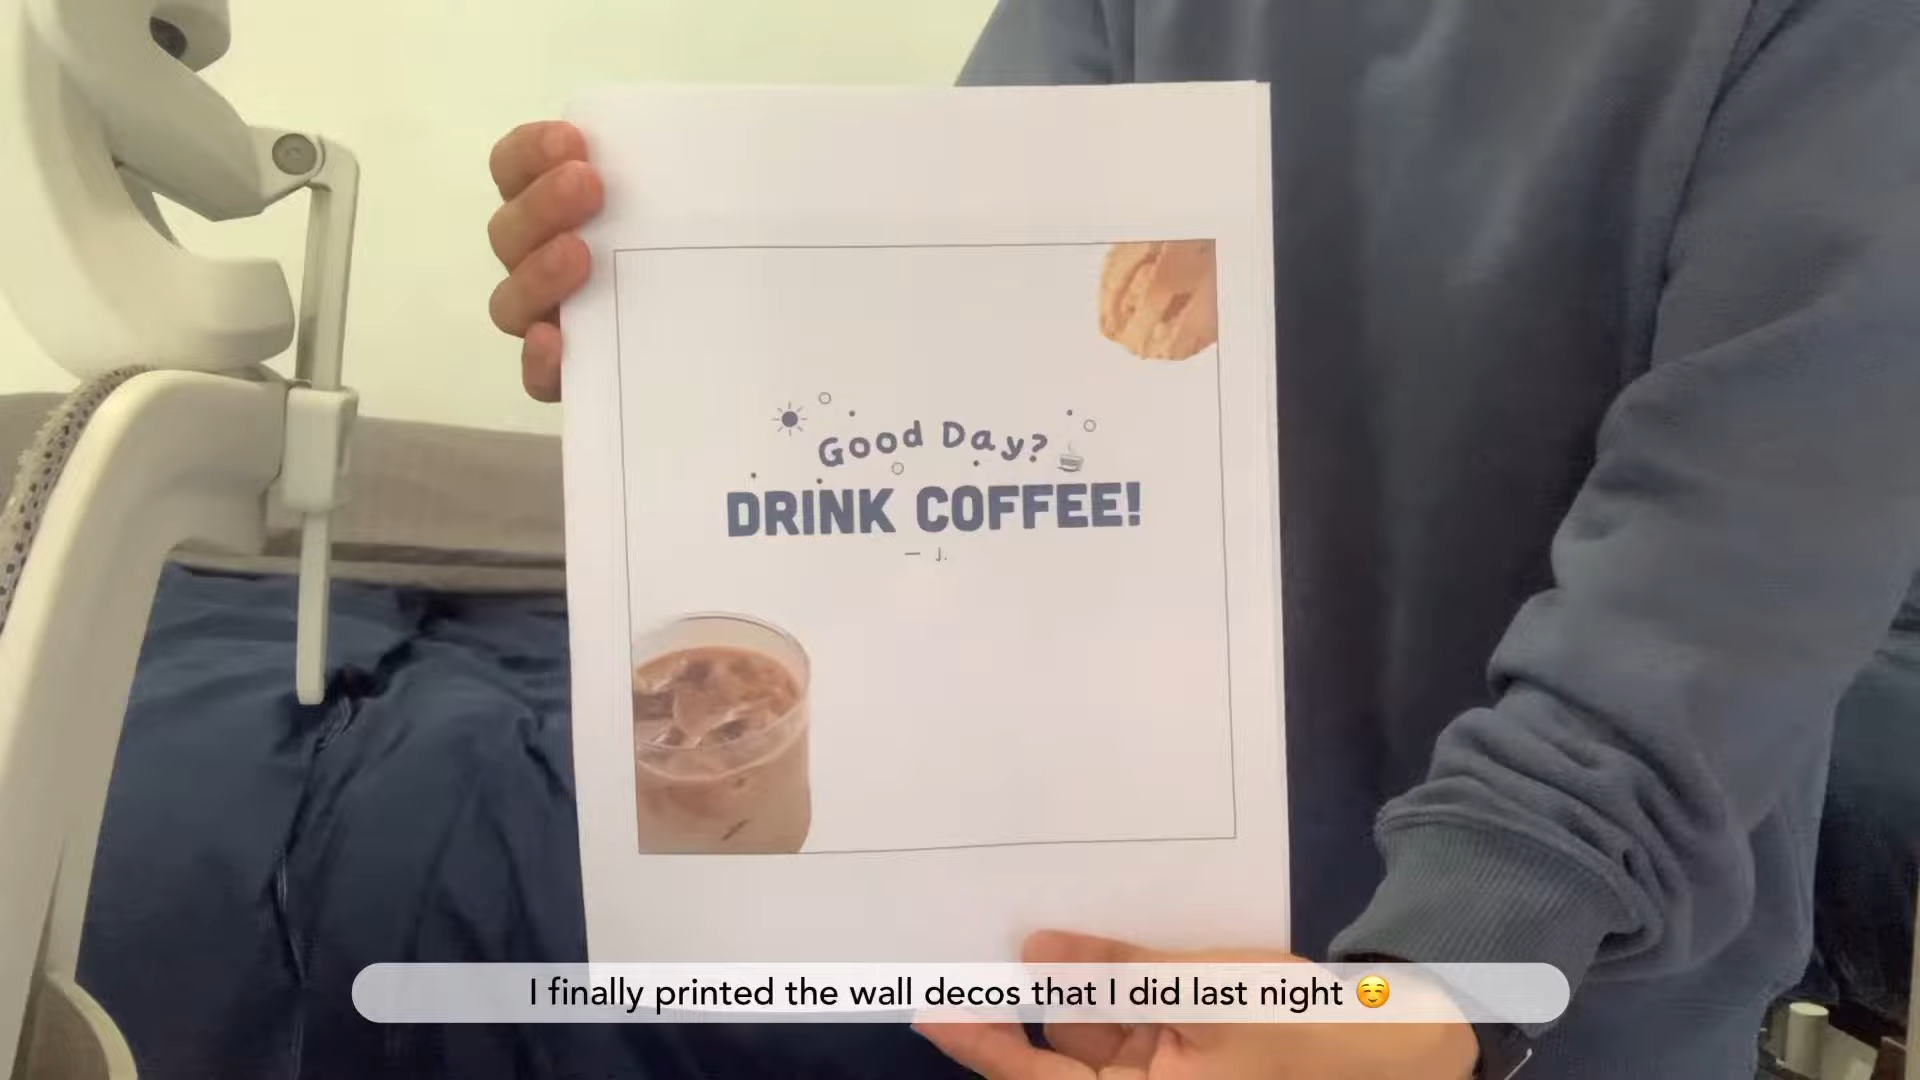 Good Day?
DRINK COFFEE!
— J.
I finally printed the wall decos that I did last night ☺️